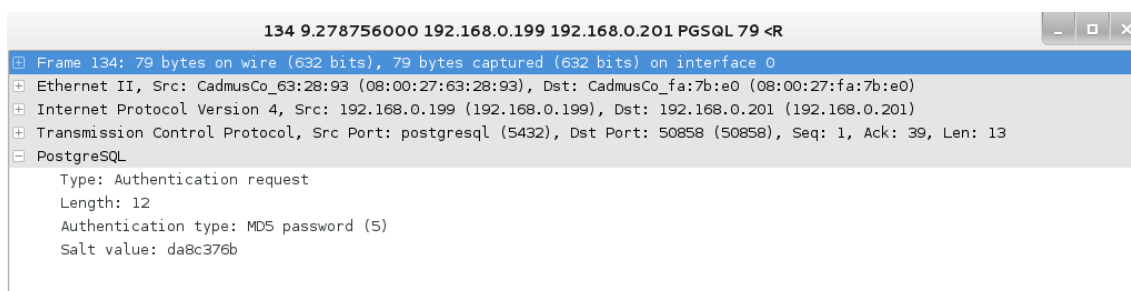 134 9.278756000 192.168.0.199 192.168.0.201 PGSQL 79 <R
Frame 134: 79 bytes on wire (632 bits), 79 bytes captured (632 bits) on interface 0
Ethernet II, Src: CadmusCo_63:28:93 (08:00:27:63:28:93), Dst: CadmusCo_fa:7b:e0 (08:00:27:fa:7b:e0)
Internet Protocol Version 4, Src: 192.168.0.199 (192.168.0.199), Dst: 192.168.0.201 (192.168.0.201)
Transmission Control Protocol, Src Port: postgresql (5432), Dst Port: 50858 (50858), Seq: 1, Ack: 39, Len: 13
PostgreSQL
Type: Authentication request
Length: 12
Authentication type: MD5 password (5)
Salt value: da8c376b